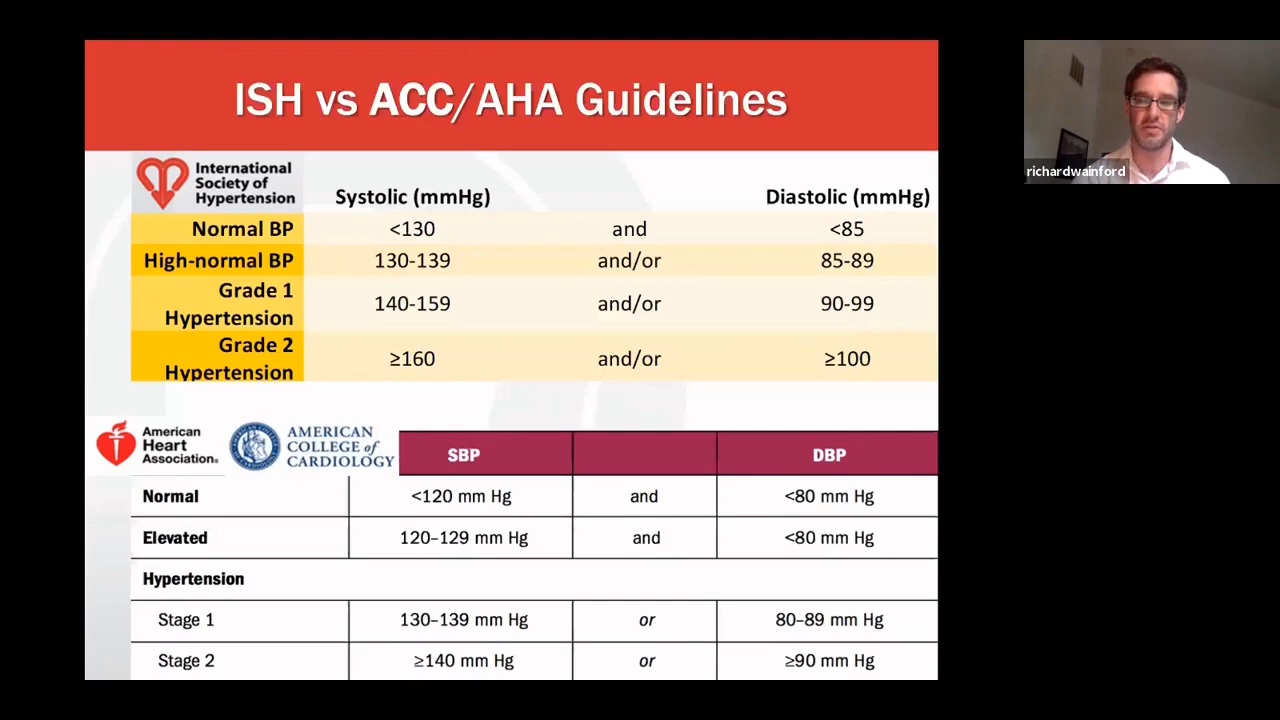 ISH vs ACC/AHA Guidelines
richardwainford
International
Society of
Hypertension
Systolic (mmHg) Diastolic (mmHg)
Normal BP <130 and <85
High-normal BP 130-139 and/or 85-89
Grade 1
Hypertension 140-159 and/or 90-99
Grade 2
Hypertension ≥160 and/or ≥100
American
Heart
Association®
AMERICAN
COLLEGE of
CARDIOLOGY
SBP DBP
Normal <120 mm Hg and <80 mm Hg
Elevated 120–129 mm Hg and <80 mm Hg
Hypertension
Stage 1 130–139 mm Hg or 80–89 mm Hg
Stage 2 ≥140 mm Hg or ≥90 mm Hg